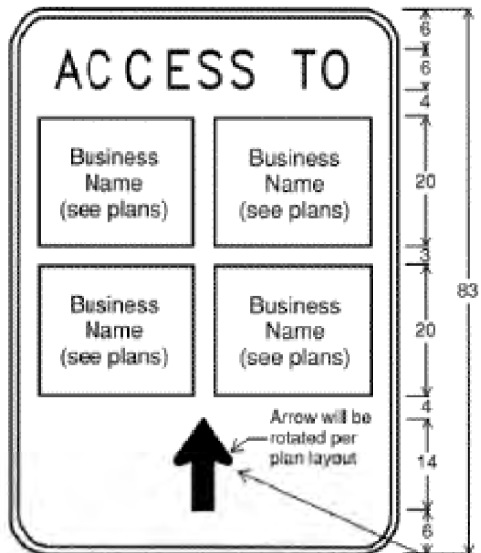 ACCESS TO
Business
Name
(see plans)
Business
Name
(see plans)
Business
Name
(see plans)
Business
Name
(see plans)
Arrow will be
rotated per
plan layout
6
6
4
20
3
20
4
14
6
83